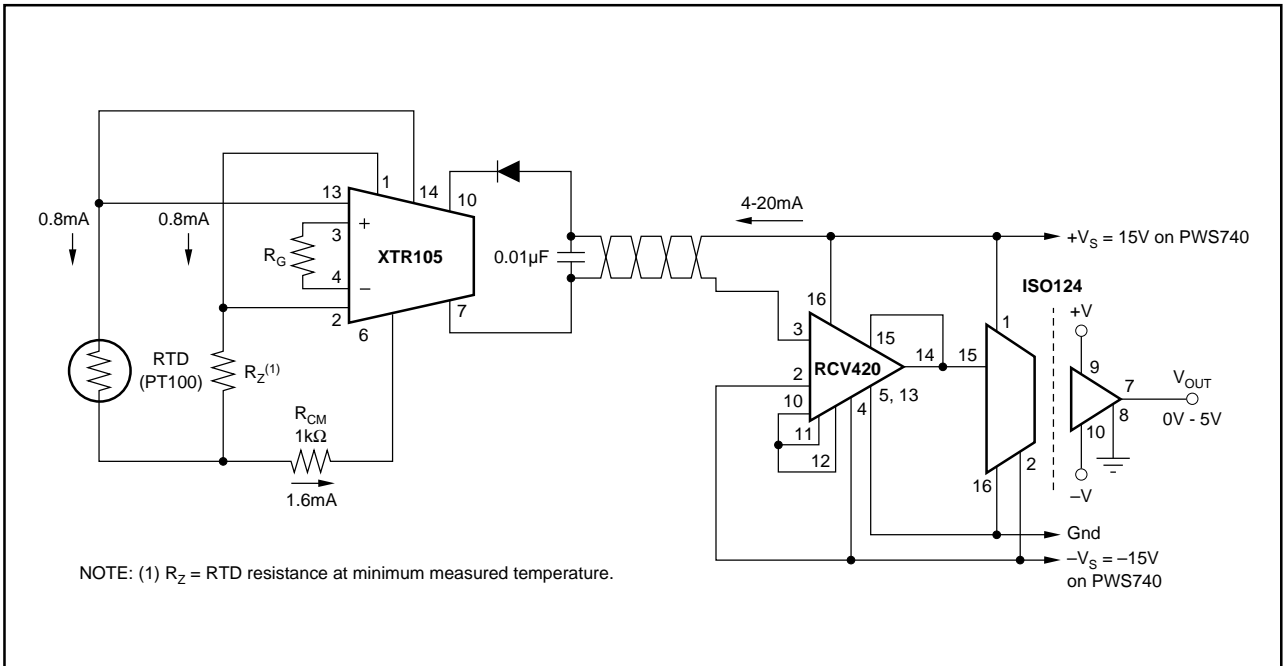 0.8mA
0.8mA
13
1
14
10
+
3
R_G
XTR105
4
–
2
6
7
RTD
(PT100)
R_Z(1)
R_CM
1kΩ
1.6mA
0.01µF
4-20mA
+V_S = 15V on PWS740
ISO124
16
3
15
2
RCV420
14
15
10
5, 13
4
11
12
1
+V
9
7
V_OUT
8
0V - 5V
10
2
–V
16
Gnd
–V_S = –15V
on PWS740
NOTE: (1) R_Z = RTD resistance at minimum measured temperature.